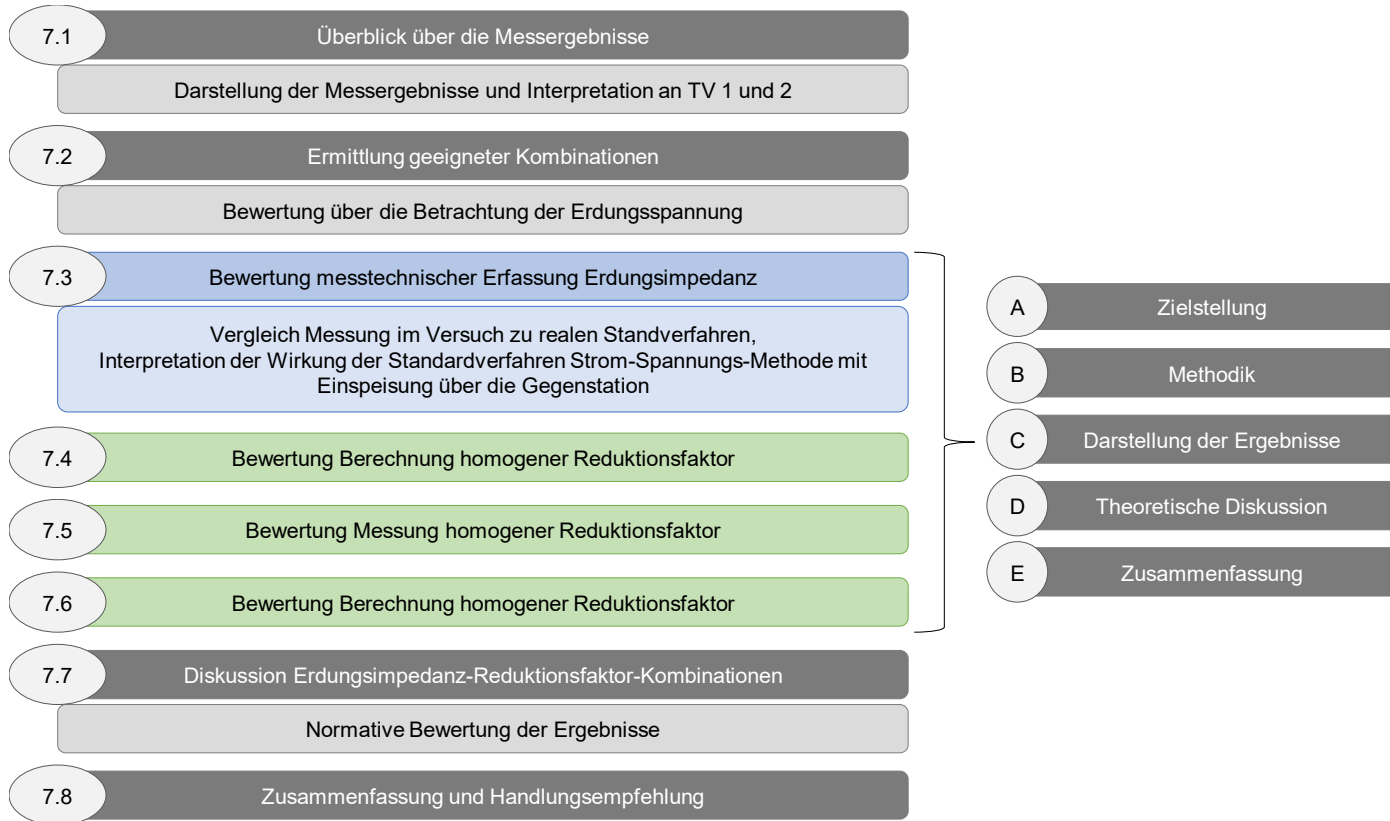 7.1
Überblick über die Messergebnisse
Darstellung der Messergebnisse und Interpretation an TV 1 und 2
7.2
Ermittlung geeigneter Kombinationen
Bewertung über die Betrachtung der Erdungsspannung
7.3
Bewertung messtechnischer Erfassung Erdungsimpedanz
Vergleich Messung im Versuch zu realen Standverfahren,
Interpretation der Wirkung der Standardverfahren Strom-Spannungs-Methode mit
Einspeisung über die Gegenstation
7.4
Bewertung Berechnung homogener Reduktionsfaktor
7.5
Bewertung Messung homogener Reduktionsfaktor
7.6
Bewertung Berechnung homogener Reduktionsfaktor
7.7
Diskussion Erdungsimpedanz-Reduktionsfaktor-Kombinationen
Normative Bewertung der Ergebnisse
7.8
Zusammenfassung und Handlungsempfehlung
A
Zielstellung
B
Methodik
C
Darstellung der Ergebnisse
D
Theoretische Diskussion
E
Zusammenfassung